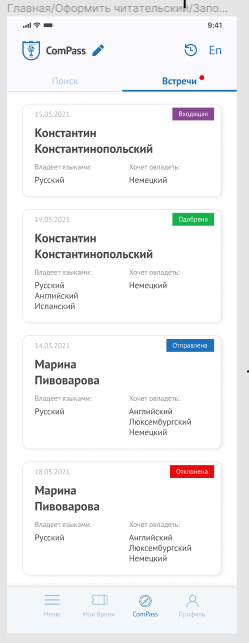 Главная/Оформить читательский/Запо...
9:41
ComPass
En
Поиск
Встречи
15.05.2021
Входящая
Константин
Константинопольский
Владеет языками:
Хочет овладеть:
Русский
Немецкий
19.05.2021
Одобрена
Константин
Константинопольский
Владеет языками:
Хочет овладеть:
Русский
Немецкий
Английский
Испанский
14.05.2021
Отправлена
Марина
Пивоварова
Владеет языками:
Хочет овладеть:
Русский
Английский
Люксембургский
Немецкий
18.05.2021
Отклонена
Марина
Пивоварова
Владеет языками:
Хочет овладеть:
Русский
Английский
Люксембургский
Немецкий
Меню
Мои брони
ComPass
Профиль